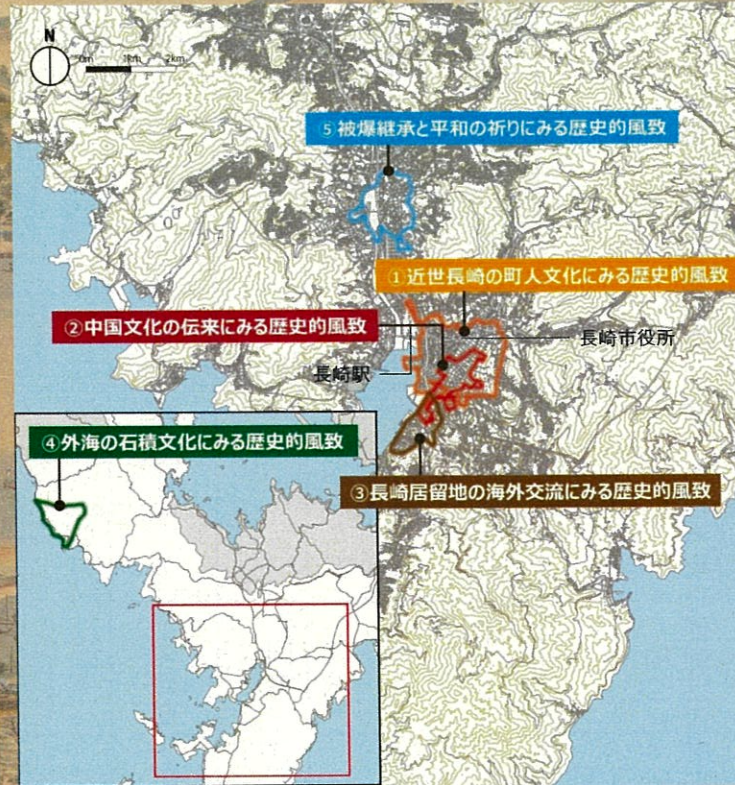 N
0m 1km 2km
⑤被爆継承と平和の祈りにみる歴史的風致
①近世長崎の町人文化にみる歴史的風致
②中国文化の伝来にみる歴史的風致
長崎市役所
長崎駅
④外海の石積文化にみる歴史的風致
③長崎居留地の海外交流にみる歴史的風致